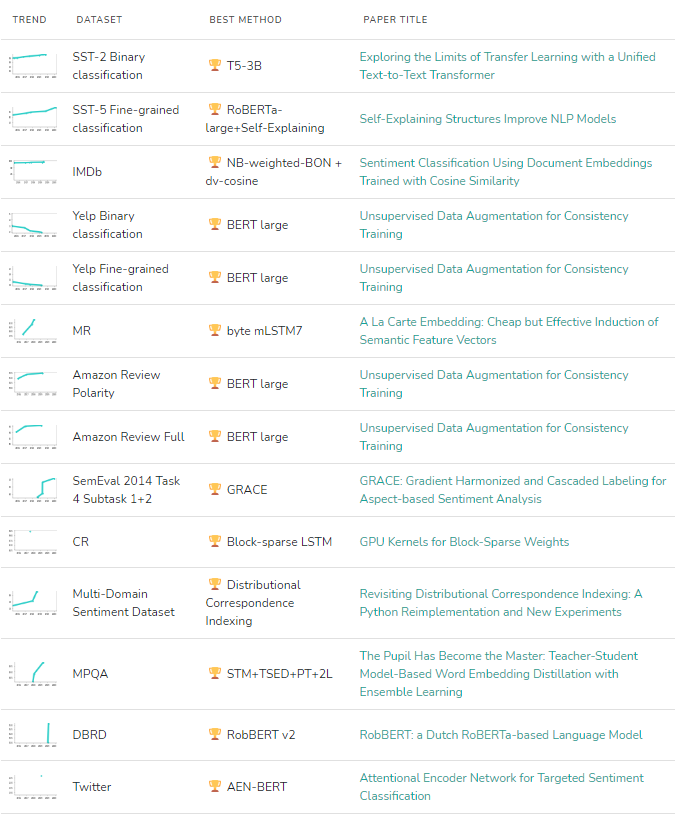 TREND DATASET BEST METHOD PAPER TITLE
SST-2 Binary
classification
T5-3B
Exploring the Limits of Transfer Learning with a Unified
Text-to-Text Transformer
SST-5 Fine-grained
classification
RoBERTa-
large+Self-Explaining
Self-Explaining Structures Improve NLP Models
IMDb
NB-weighted-BON +
dv-cosine
Sentiment Classification Using Document Embeddings
Trained with Cosine Similarity
Yelp Binary
classification
BERT large
Unsupervised Data Augmentation for Consistency
Training
Yelp Fine-grained
classification
BERT large
Unsupervised Data Augmentation for Consistency
Training
MR
byte mLSTM7
A La Carte Embedding: Cheap but Effective Induction of
Semantic Feature Vectors
Amazon Review
Polarity
BERT large
Unsupervised Data Augmentation for Consistency
Training
Amazon Review Full
BERT large
Unsupervised Data Augmentation for Consistency
Training
SemEval 2014 Task
4 Subtask 1+2
GRACE
GRACE: Gradient Harmonized and Cascaded Labeling for
Aspect-based Sentiment Analysis
CR
Block-sparse LSTM
GPU Kernels for Block-Sparse Weights
Multi-Domain
Sentiment Dataset
Distributional
Correspondence
Indexing
Revisiting Distributional Correspondence Indexing: A
Python Reimplementation and New Experiments
MPQA
STM+TSED+PT+2L
The Pupil Has Become the Master: Teacher-Student
Model-Based Word Embedding Distillation with
Ensemble Learning
DBRD
RobBERT v2
RobBERT: a Dutch RoBERTa-based Language Model
Twitter
AEN-BERT
Attentional Encoder Network for Targeted Sentiment
Classification